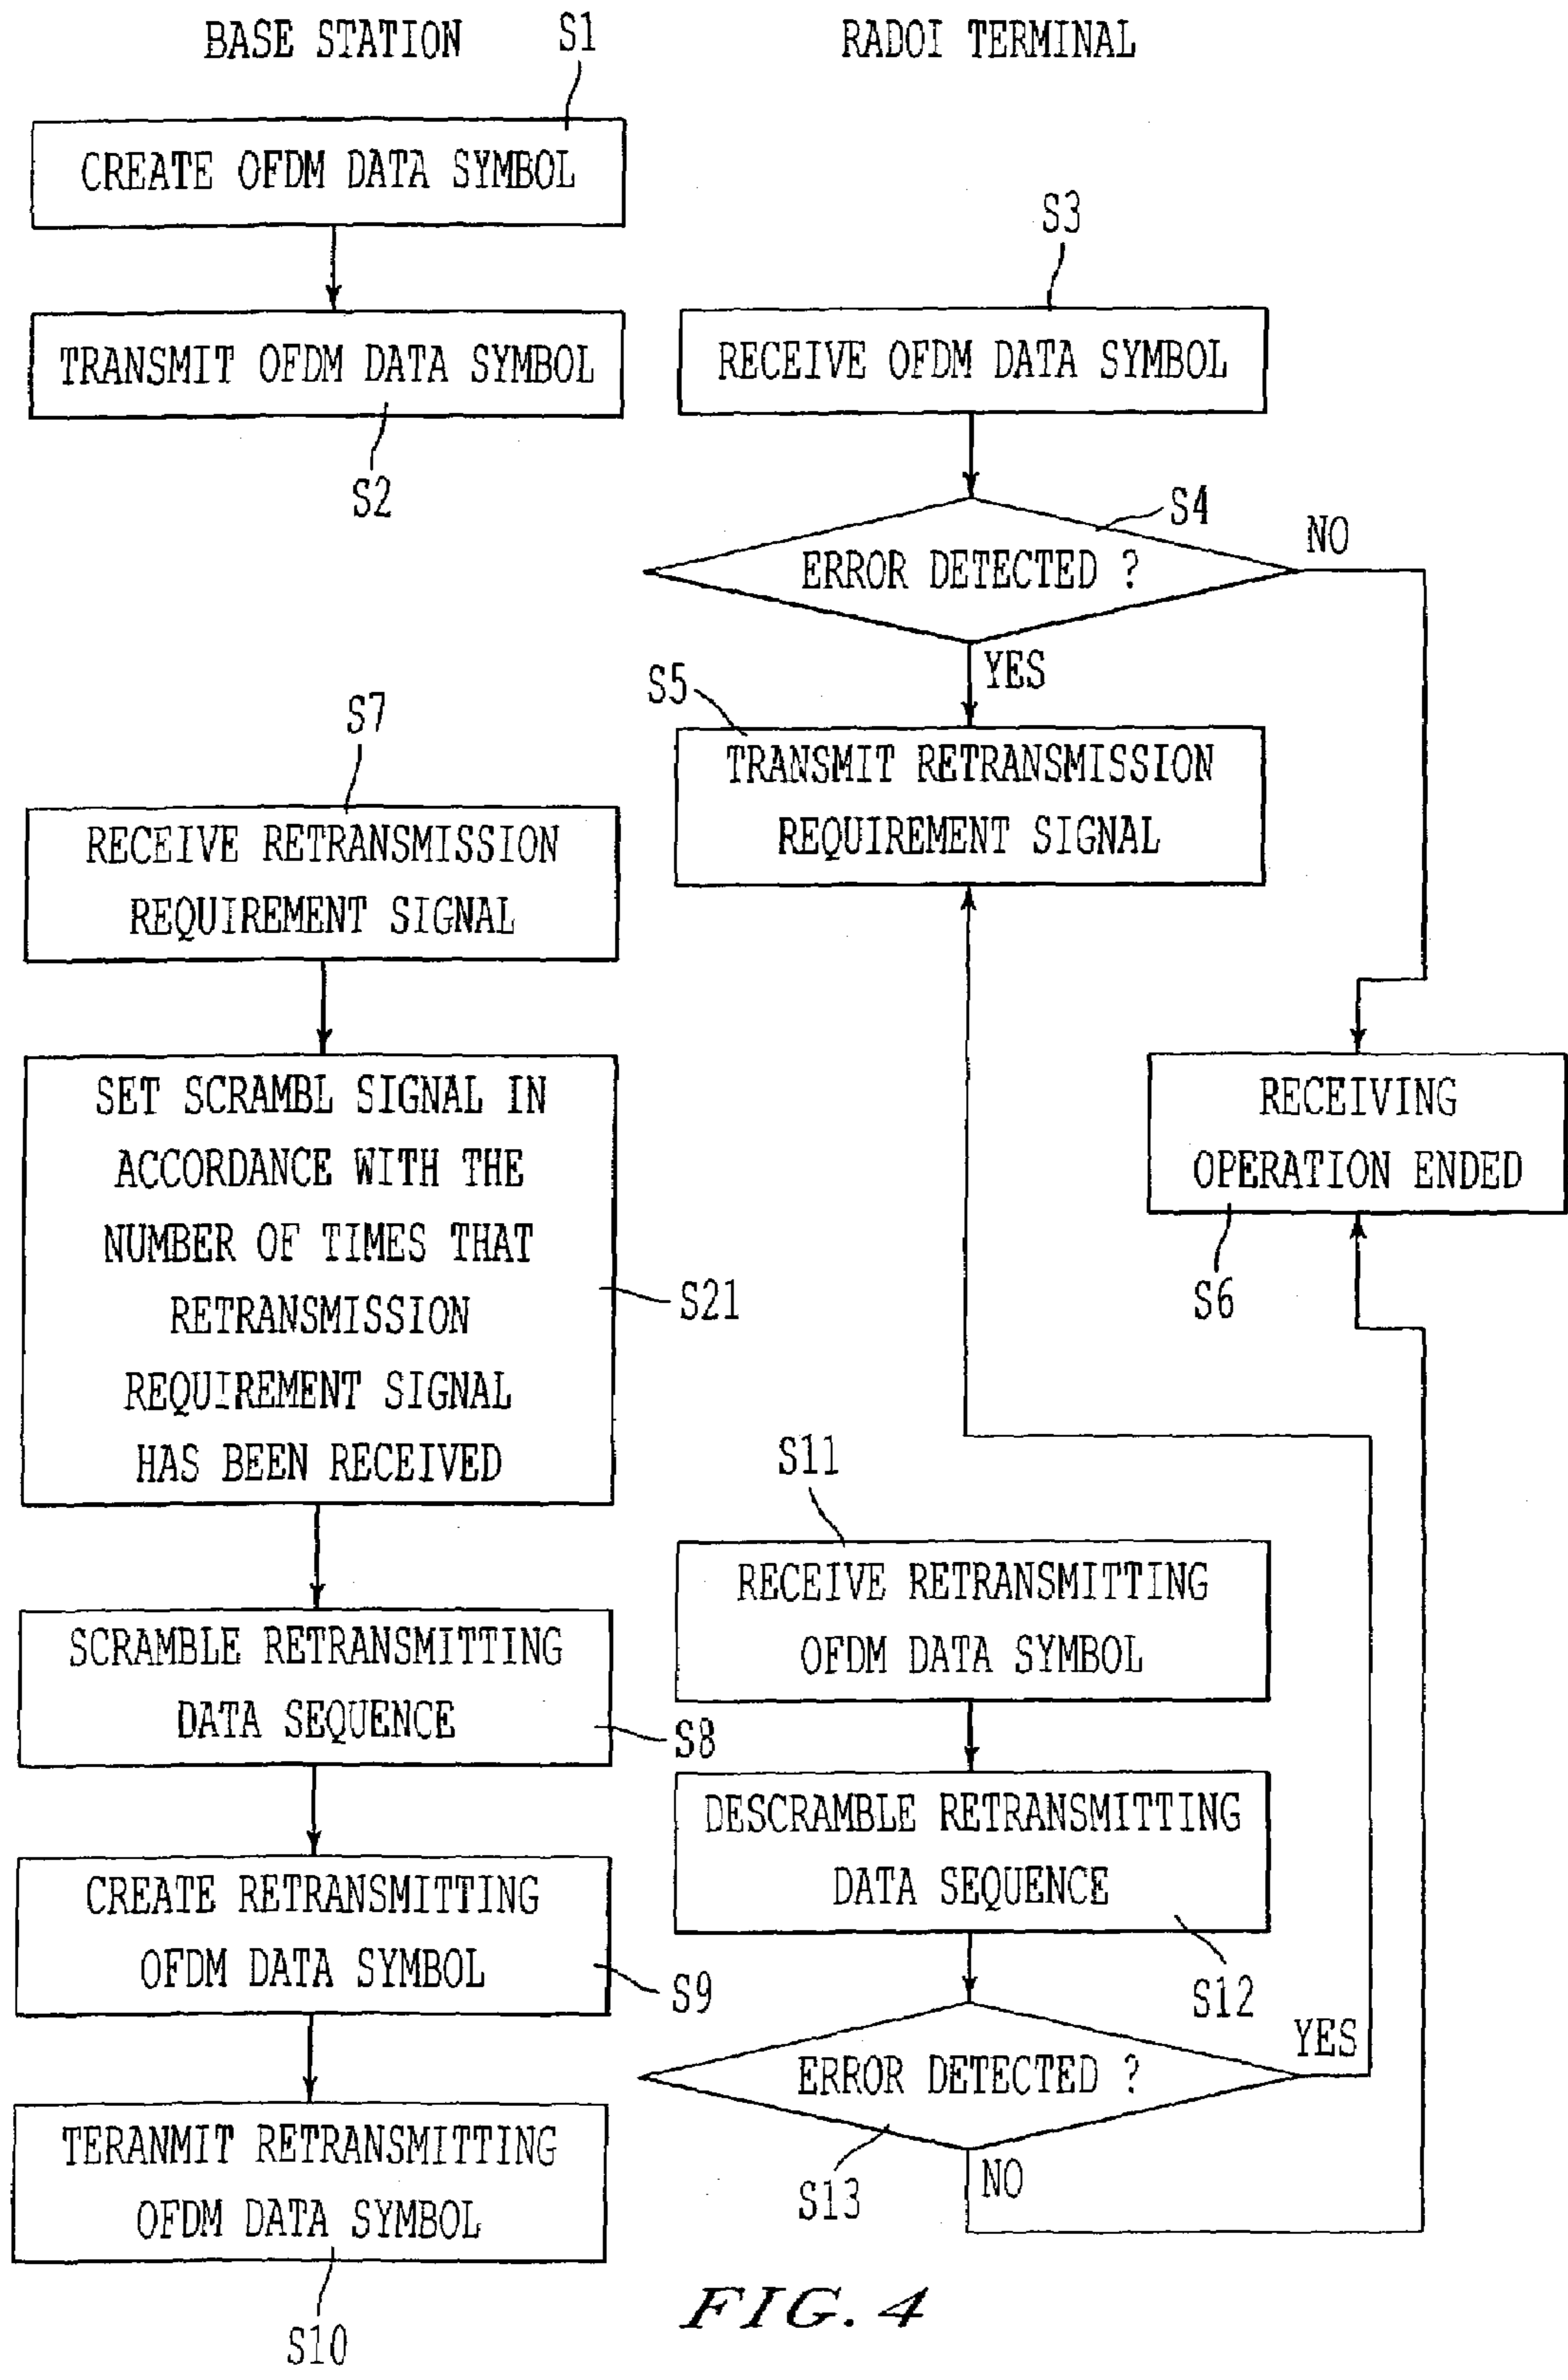 BASE STATION
S1
RADOI TERMINAL
CREATE OFDM DATA SYMBOL
S3
TRANSMIT OFDM DATA SYMBOL
S2
RECEIVE OFDM DATA SYMBOL
S4
NO
ERROR DETECTED ?
YES
S5
TRANSMIT RETRANSMISSION
REQUIREMENT SIGNAL
S7
RECEIVE RETRANSMISSION
REQUIREMENT SIGNAL
RECEIVING
OPERATION ENDED
S6
SET SCRAMBL SIGNAL IN
ACCORDANCE WITH THE
NUMBER OF TIMES THAT
RETRANSMISSION
REQUIREMENT SIGNAL
HAS BEEN RECEIVED
S21
S11
RECEIVE RETRANSMITTING
OFDM DATA SYMBOL
SCRAMBLE RETRANSMITTING
DATA SEQUENCE
S8
DESCRAMBLE RETRANSMITTING
DATA SEQUENCE
S12
CREATE RETRANSMITTING
OFDM DATA SYMBOL
S9
YES
ERROR DETECTED ?
S13
NO
TERANMIT RETRANSMITTING
OFDM DATA SYMBOL
S10
FIG. 4